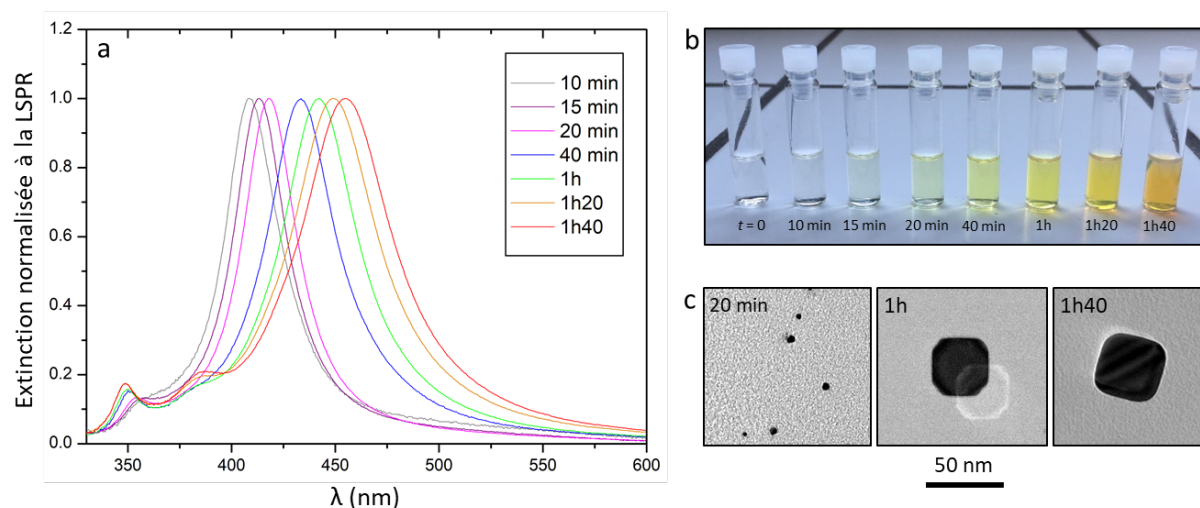 a
Extinction normalisée à la LSPR
1.2
1.0
0.8
0.6
0.4
0.2
0.0
350
400
450
500
550
600
λ (nm)
10 min
15 min
20 min
40 min
1h
1h20
1h40
b
t = 0
10 min
15 min
20 min
40 min
1h
1h20
1h40
c
20 min
1h
1h40
50 nm